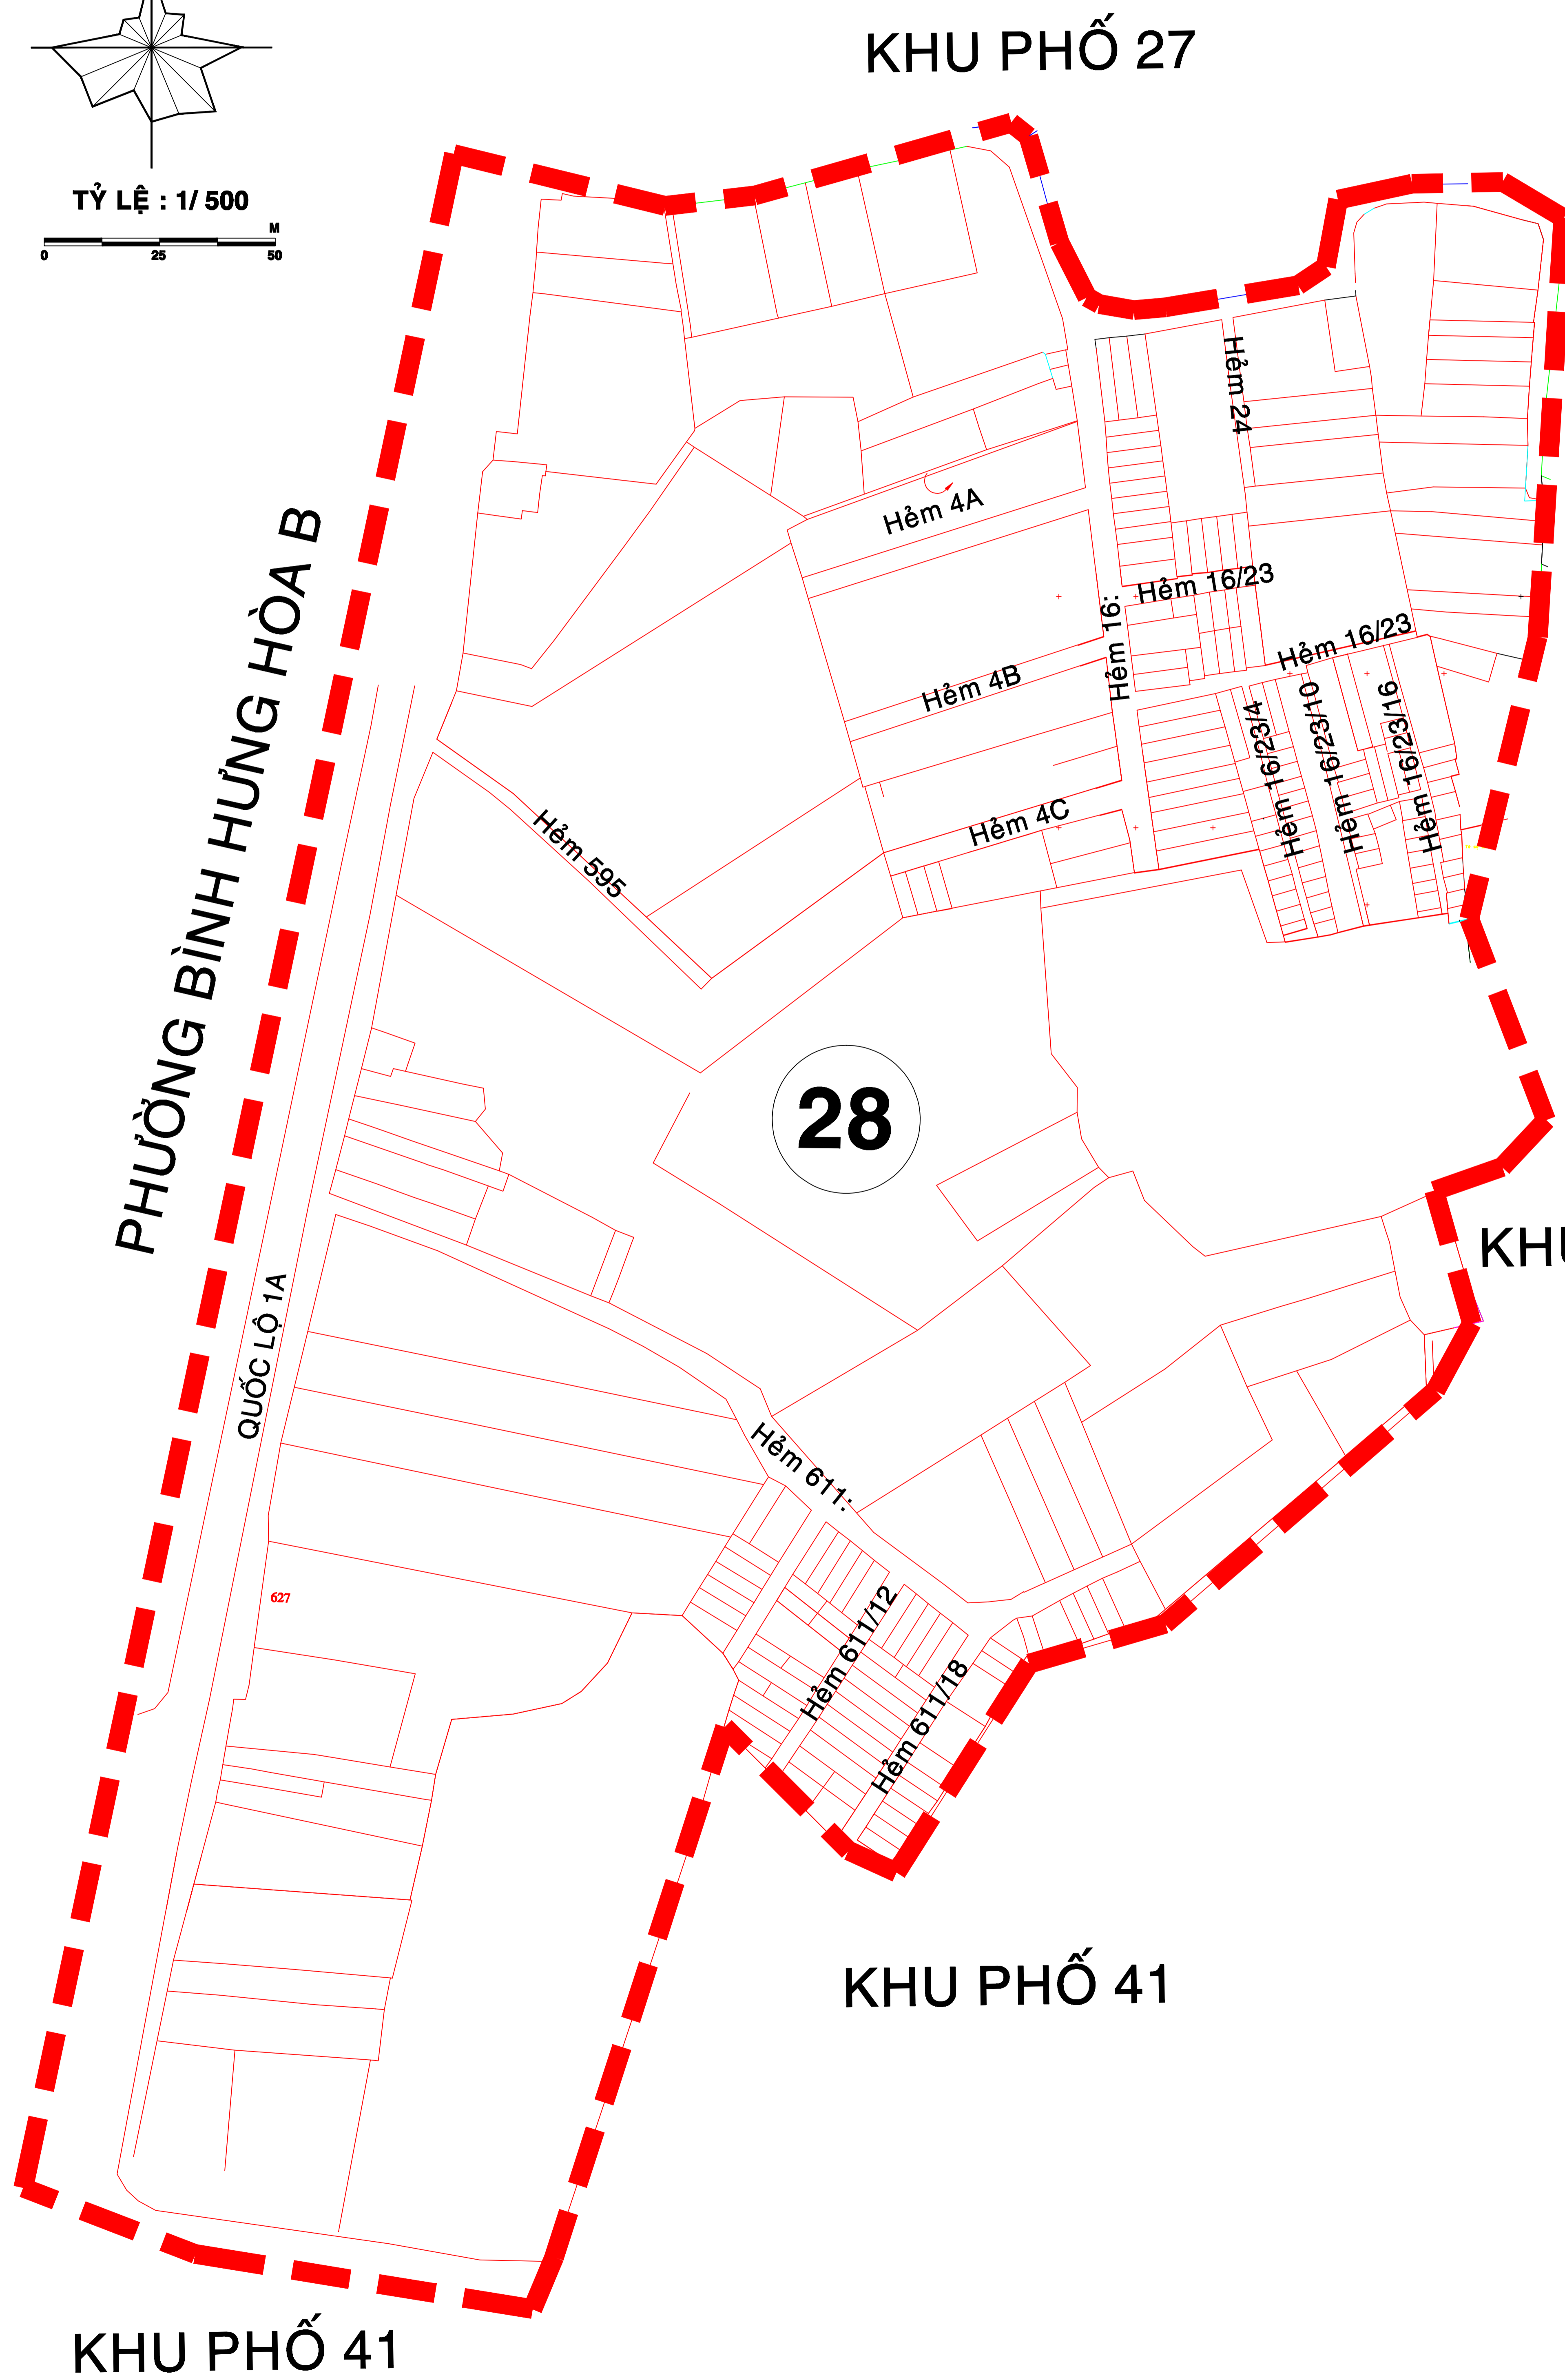 KHU PHỐ 27
TỶ LỆ : 1/ 500
M
0 25 50
Hẻm 24
Hẻm 4A
PHƯỜNG BÌNH HƯNG HÒA B
Hẻm 16/23
Hẻm 16:
Hẻm 16/23
Hẻm 4B
Hẻm 16/23/4
Hẻm 16/23/10
Hẻm 16/23/16
Hẻm 4C
Hẻm 595
28
KHU
QUỐC LỘ 1A
Hẻm 611:
627
Hẻm 611/12
Hẻm 611/18
KHU PHỐ 41
KHU PHỐ 41